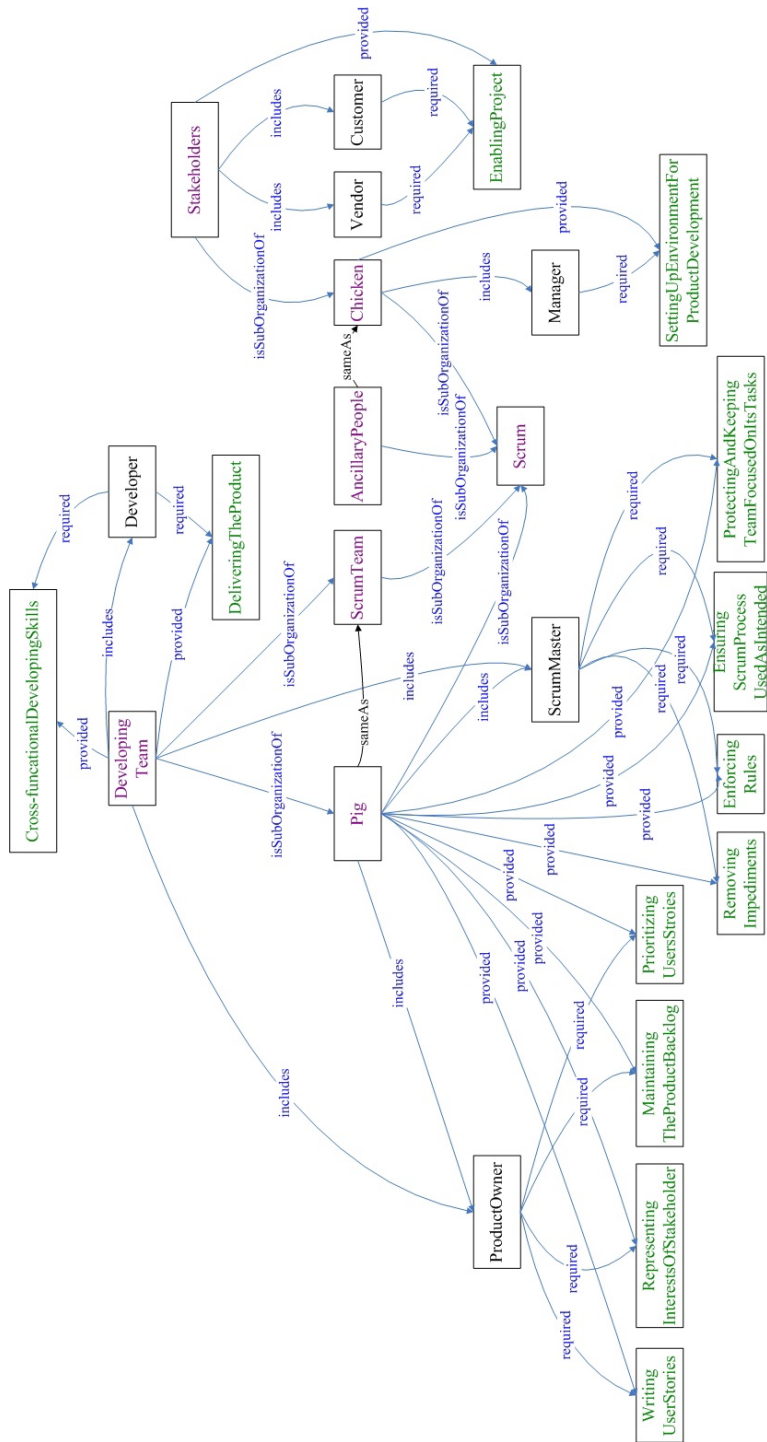 Cross-funcationalDevelopingSkills
provided
required
includes
Developing
Team
Developer
Stakeholders
provided
required
DeliveringTheProduct
includes
isSubOrganizationOf
includes
isSubOrganizationOf
isSubOrganizationOf
includes
includes
provided
Pig
sameAs
ScrumTeam
AncillaryPeople
sameAs
Chicken
Vendor
Customer
includes
includes
isSubOrganizationOf
isSubOrganizationOf
isSubOrganizationOf
isSubOrganizationOf
includes
required
required
EnablingProject
ProductOwner
ScrumMaster
Scrum
Manager
provided
provided
provided
provided
provided
provided
provided
provided
provided
required
required
required
required
required
required
required
required
required
Writing
UserStories
Representing
InterestsOfStakeholder
Maintaining
TheProductBacklog
Prioritizing
UsersStroies
Removing
Impediments
Enforcing
Rules
Ensuring
ScrumProcess
UsedAsIntended
ProtectingAndKeeping
TeamFocusedOnItsTasks
SettingUpEnvironmentFor
ProductDevelopment